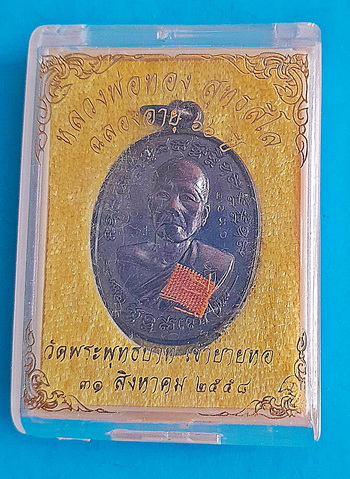 หลวงพ่อทอง สุทธสีโล
ฉลองอายุ ปี
วัดพระพุทธบาท เขายายหอม
๓๑ สิงหาคม ๒๕๕๘